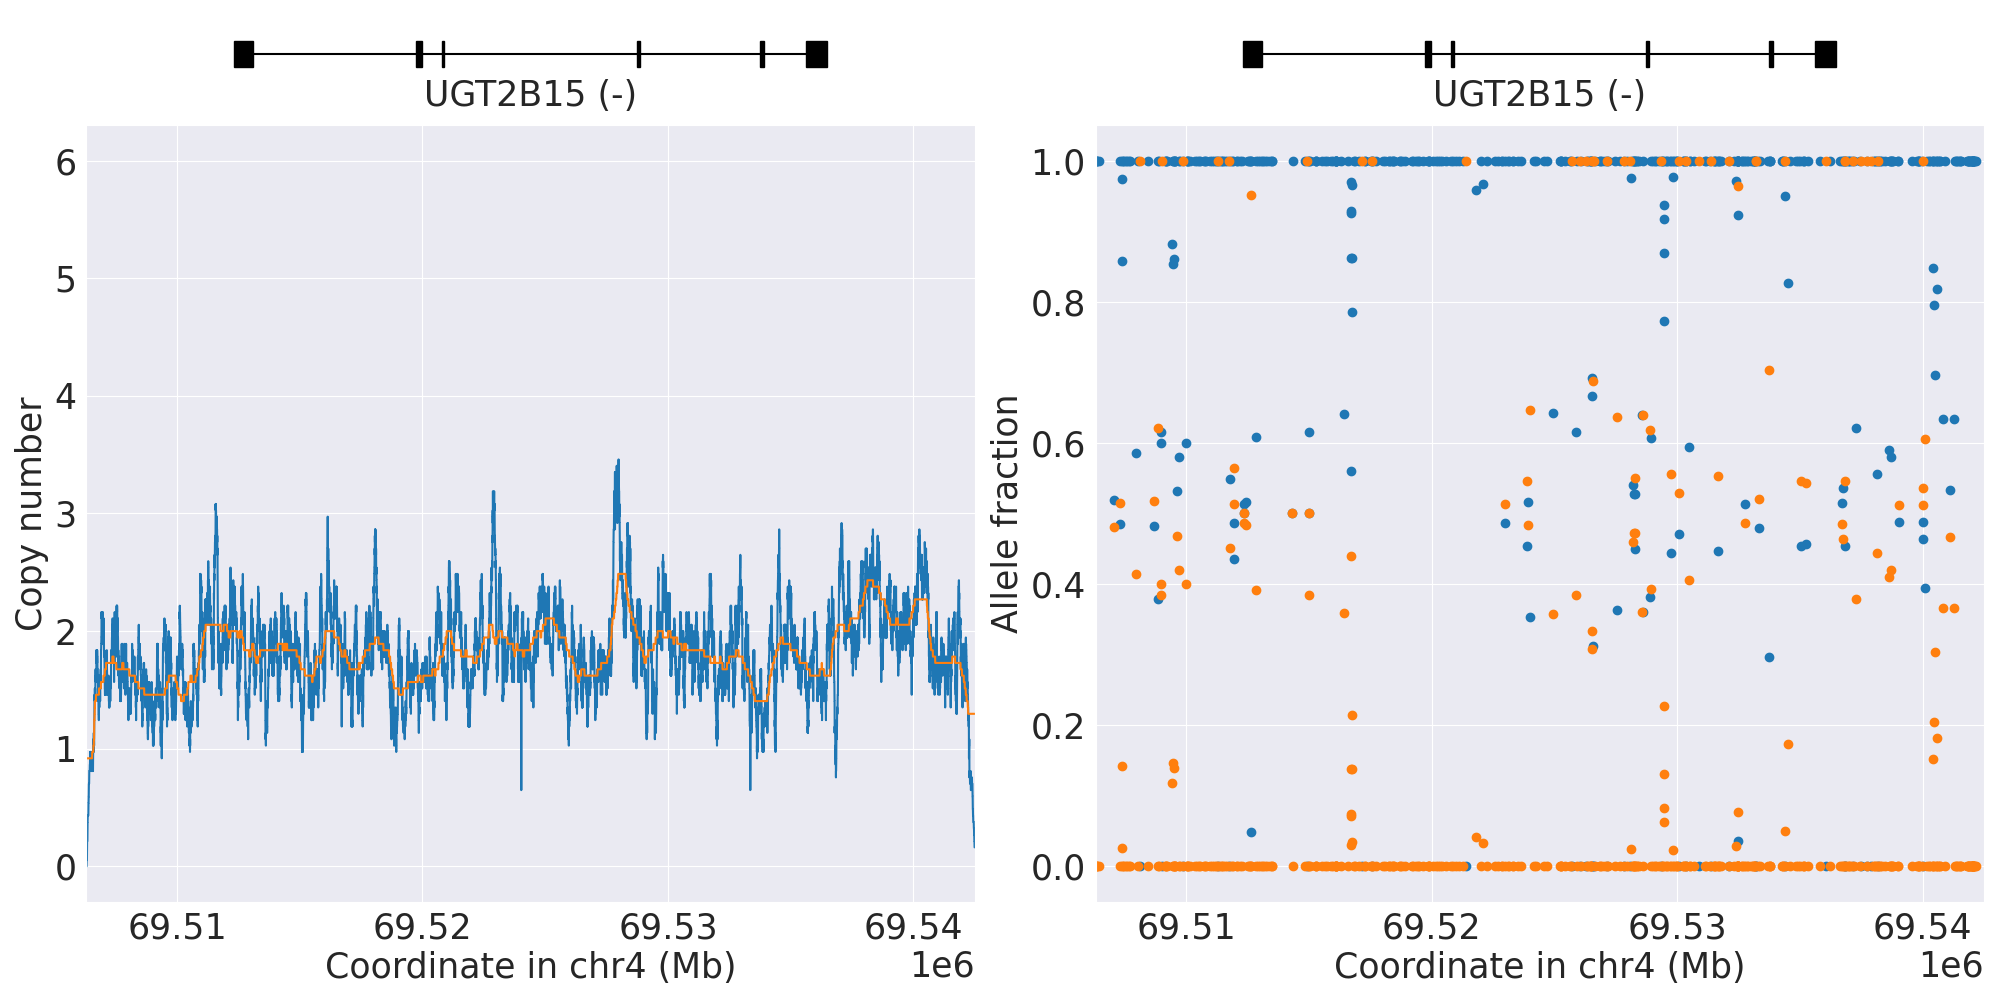 UGT2B15 (-)
6
5
4
3
2
1
0
Copy number
69.51 69.52 69.53 69.54
Coordinate in chr4 (Mb)
1e6
UGT2B15 (-)
1.0
0.8
0.6
0.4
0.2
0.0
Allele fraction
69.51 69.52 69.53 69.54
Coordinate in chr4 (Mb)
1e6